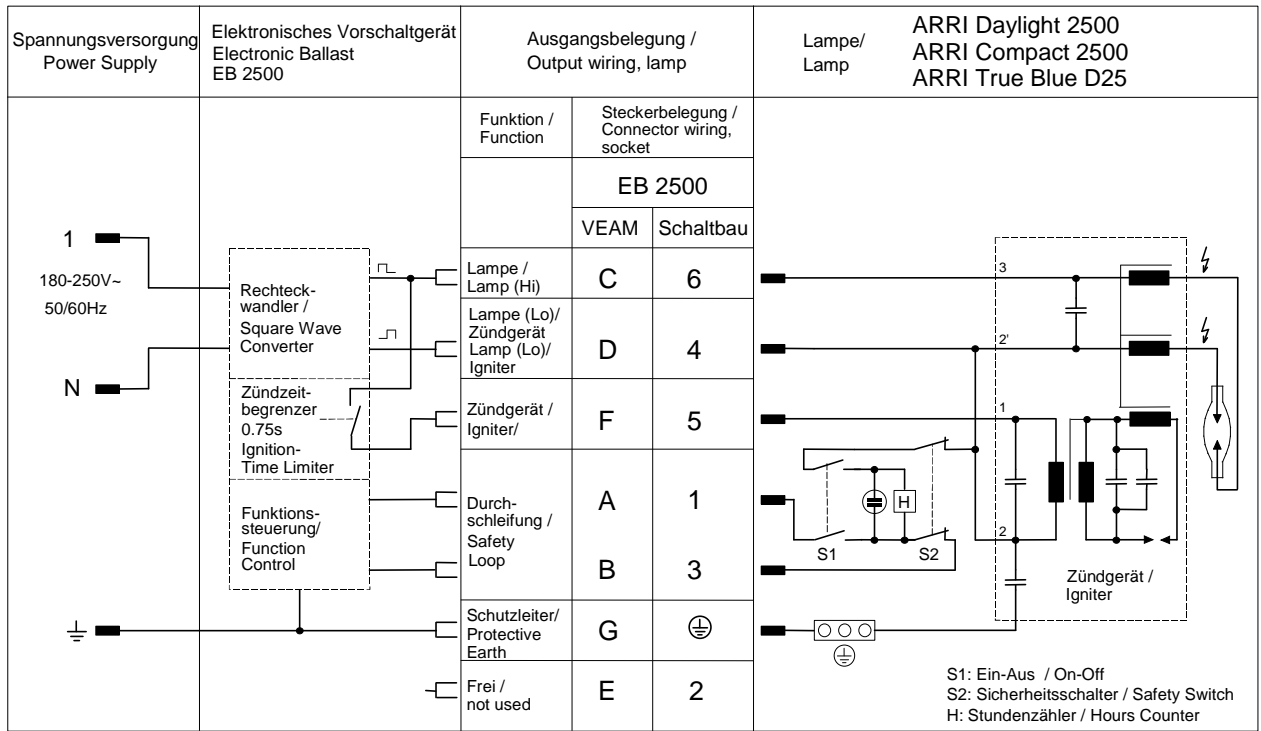 Spannungsversorgung
Power Supply
Elektronisches Vorschaltgerät
Electronic Ballast
EB 2500
Ausgangsbelegung /
Output wiring, lamp
Lampe/
Lamp
ARRI Daylight 2500
ARRI Compact 2500
ARRI True Blue D25
Funktion /
Function
Steckerbelegung /
Connector wiring,
socket
EB 2500
VEAM
Schaltbau
1
180-250V~
50/60Hz
N
Rechteck-
wandler /
Square Wave
Converter
Zündzeit-
begrenzer
0.75s
Ignition-
Time Limiter
Funktions-
steuerung/
Function
Control
Lampe /
Lamp (Hi)
C
6
Lampe (Lo)/
Zündgerät
Lamp (Lo)/
Igniter
D
4
Zündgerät /
Igniter/
F
5
Durch-
schleifung /
Safety
Loop
A
1
B
3
Schutzleiter/
Protective
Earth
G
Frei /
not used
E
2
3
2'
1
2
H
S1
S2
Zündgerät /
Igniter
S1: Ein-Aus / On-Off
S2: Sicherheitsschalter / Safety Switch
H: Stundenzähler / Hours Counter